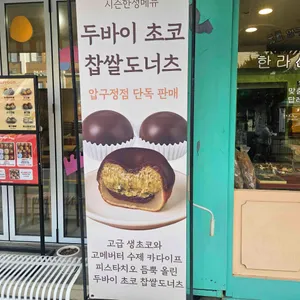 시즌한정메뉴
두바이 초코
찹쌀도너츠
압구정점 단독 판매
고급 생초코와
고메버터 수제 카다이프
피스타치오 듬뿍 올린
두바이 초코 찹쌀도너츠
한라